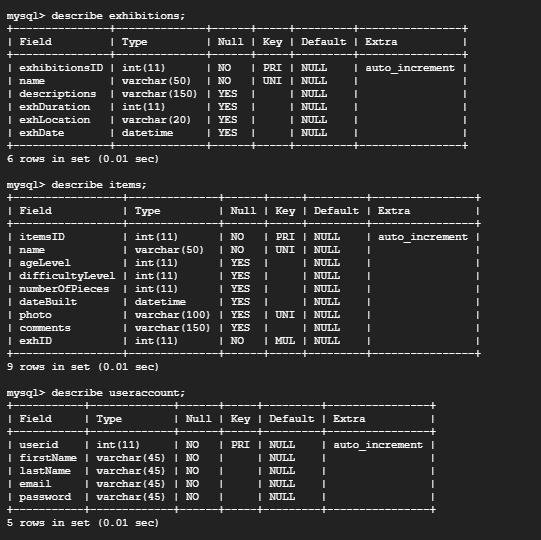 mysql> describe exhibitions;
+---------------+--------------+------+-----+---------+----------------+
| Field         | Type         | Null | Key | Default | Extra          |
+---------------+--------------+------+-----+---------+----------------+
| exhibitionsID | int(11)      | NO   | PRI | NULL    | auto_increment |
| name          | varchar(50)  | NO   | UNI | NULL    |                |
| descriptions  | varchar(150) | YES  |     | NULL    |                |
| exhDuration   | int(11)      | YES  |     | NULL    |                |
| exhLocation   | varchar(20)  | YES  |     | NULL    |                |
| exhDate       | datetime     | YES  |     | NULL    |                |
+---------------+--------------+------+-----+---------+----------------+
6 rows in set (0.01 sec)
mysql> describe items;
+-----------------+--------------+------+-----+---------+----------------+
| Field           | Type         | Null | Key | Default | Extra          |
+-----------------+--------------+------+-----+---------+----------------+
| itemsID         | int(11)      | NO   | PRI | NULL    | auto_increment |
| name            | varchar(50)  | NO   | UNI | NULL    |                |
| ageLevel        | int(11)      | YES  |     | NULL    |                |
| difficultyLevel | int(11)      | YES  |     | NULL    |                |
| numberOfPieces  | int(11)      | YES  |     | NULL    |                |
| dateBuilt       | datetime     | YES  |     | NULL    |                |
| photo           | varchar(100) | YES  | UNI | NULL    |                |
| comments        | varchar(150) | YES  |     | NULL    |                |
| exhID           | int(11)      | NO   | MUL | NULL    |                |
+-----------------+--------------+------+-----+---------+----------------+
9 rows in set (0.01 sec)
mysql> describe useraccount;
+-----------+-------------+------+-----+---------+----------------+
| Field     | Type        | Null | Key | Default | Extra          |
+-----------+-------------+------+-----+---------+----------------+
| userid    | int(11)     | NO   | PRI | NULL    | auto_increment |
| firstName | varchar(45) | NO   |     | NULL    |                |
| lastName  | varchar(45) | NO   |     | NULL    |                |
| email     | varchar(45) | NO   |     | NULL    |                |
| password  | varchar(45) | NO   |     | NULL    |                |
+-----------+-------------+------+-----+---------+----------------+
5 rows in set (0.01 sec)